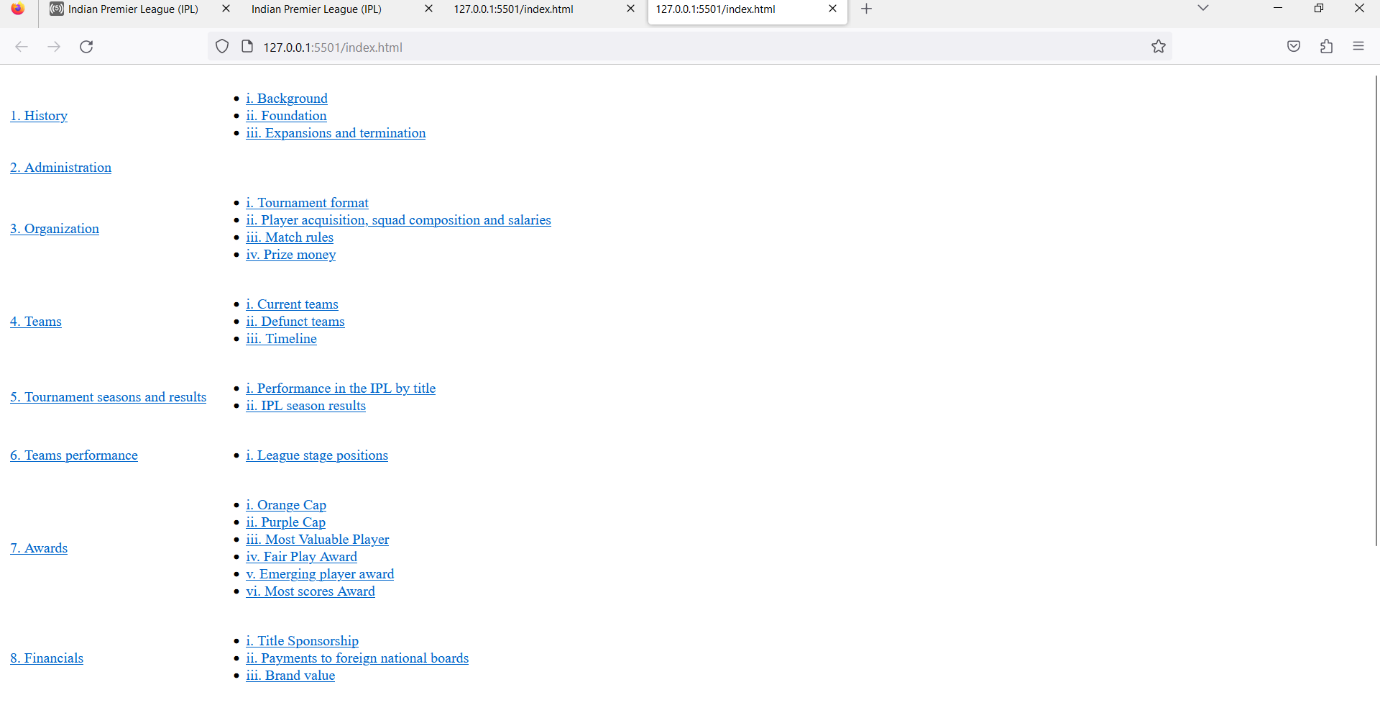 Indian Premier League (IPL)
Indian Premier League (IPL)
127.0.0.1:5501/index.html
127.0.0.1:5501/index.html
127.0.0.1:5501/index.html
1. History
i. Background
ii. Foundation
iii. Expansions and termination
2. Administration
3. Organization
i. Tournament format
ii. Player acquisition, squad composition and salaries
iii. Match rules
iv. Prize money
4. Teams
i. Current teams
ii. Defunct teams
iii. Timeline
5. Tournament seasons and results
i. Performance in the IPL by title
ii. IPL season results
6. Teams performance
i. League stage positions
7. Awards
i. Orange Cap
ii. Purple Cap
iii. Most Valuable Player
iv. Fair Play Award
v. Emerging player award
vi. Most scores Award
8. Financials
i. Title Sponsorship
ii. Payments to foreign national boards
iii. Brand value